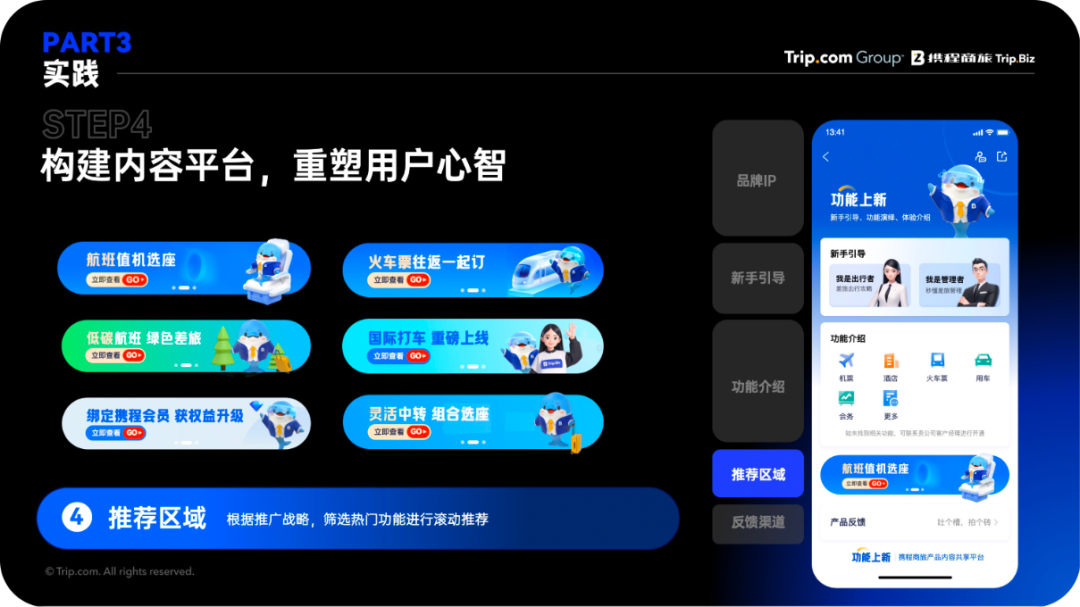 PART3
实践
Trip.com Group 携程商旅 Trip.Biz
STEP4
构建内容平台，重塑用户心智
航班值机选座
立即查看 GO
火车票往返一起订
立即查看 GO
低碳航班 绿色差旅
立即查看 GO
国际打车 重磅上线
立即查看 GO
绑定携程会员 获权益升级
立即查看 GO
灵活中转 组合选座
立即查看 GO
4 推荐区域 根据推广战略，筛选热门功能进行滚动推荐
© Trip.com. All rights reserved.
品牌IP
新手引导
功能介绍
推荐区域
反馈渠道
13:41
功能上新
新手引导、功能演绎、体验介绍
新手引导
我是出行者
差旅出行攻略
我是管理者
秒懂差旅管理
功能介绍
机票 酒店 火车票 用车
会务 更多
如未找到相关功能，可联系贵公司客户经理进行开通
航班值机选座
立即查看 GO
产品反馈 吐个槽，拍个砖
功能上新 携程商旅产品内容共享平台